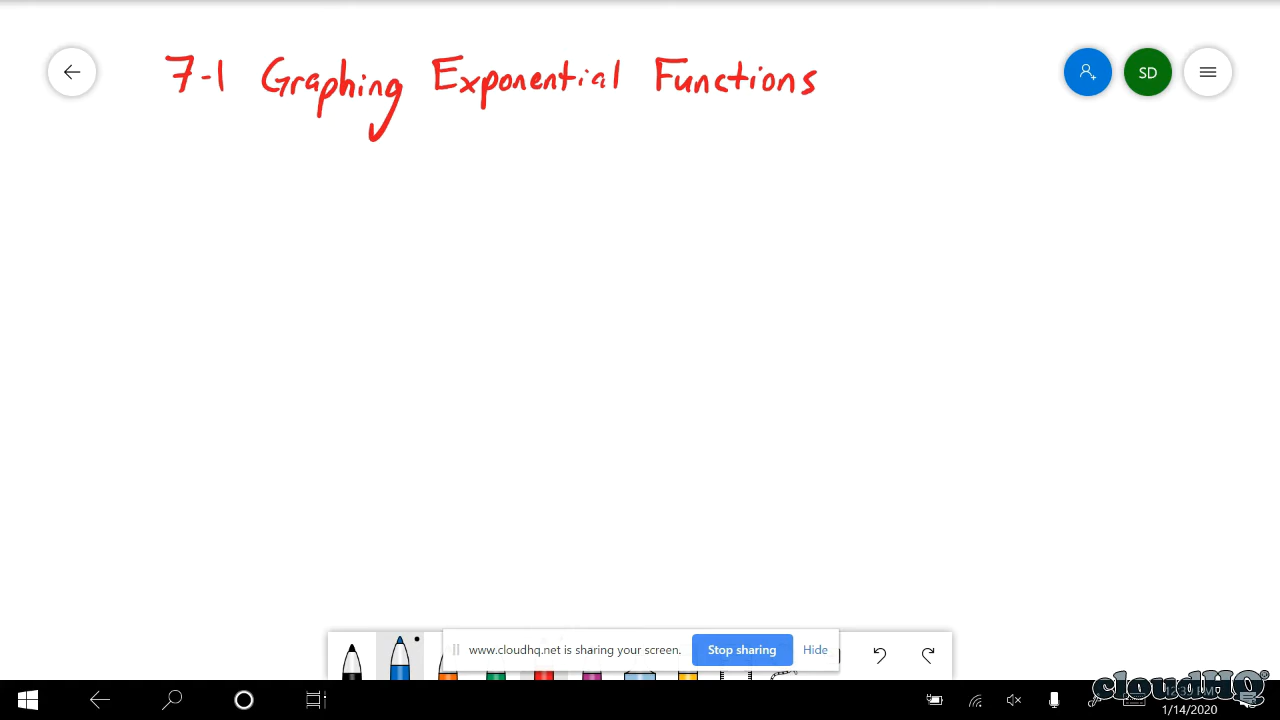 7-1 Graphing Exponential Functions
SD
www.cloudhq.net is sharing your screen.
Stop sharing
Hide
cloudHQ
1/14/2020